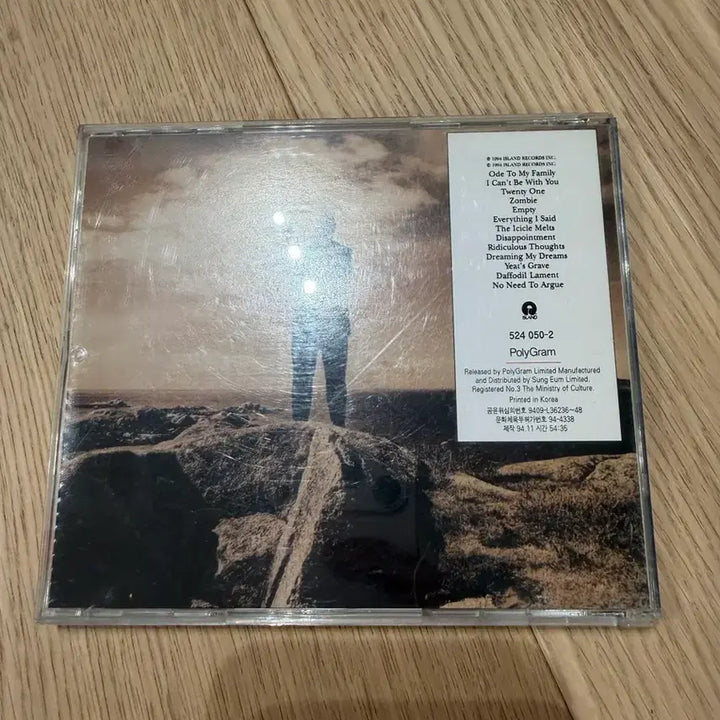 ℗ 1994 ISLAND RECORDS INC.
© 1994 ISLAND RECORDS INC.
Ode To My Family
I Can't Be With You
Twenty One
Zombie
Empty
Everything I Said
The Icicle Melts
Disappointment
Ridiculous Thoughts
Dreaming My Dreams
Yeat's Grave
Daffodil Lament
No Need To Argue
ISLAND
524 050-2
PolyGram
Released by PolyGram Limited Manufactured
and Distributed by Sung Eum Limited.
Registered No.3 The Ministry of Culture.
Printed in Korea
공윤위심의번호 9409-L36236~48
문화체육부허가번호 94-4338
제작 94.11 시간 54:35